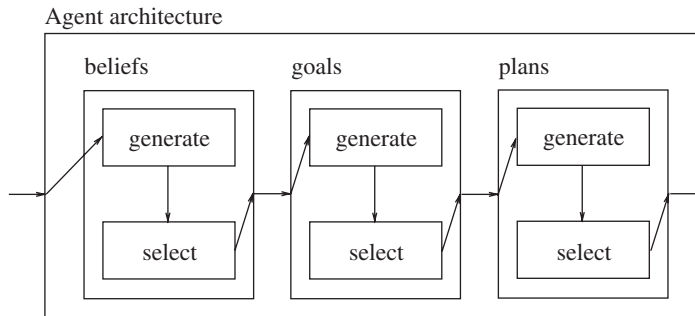 Agent architecture
beliefs
goals
plans
generate
generate
generate
select
select
select